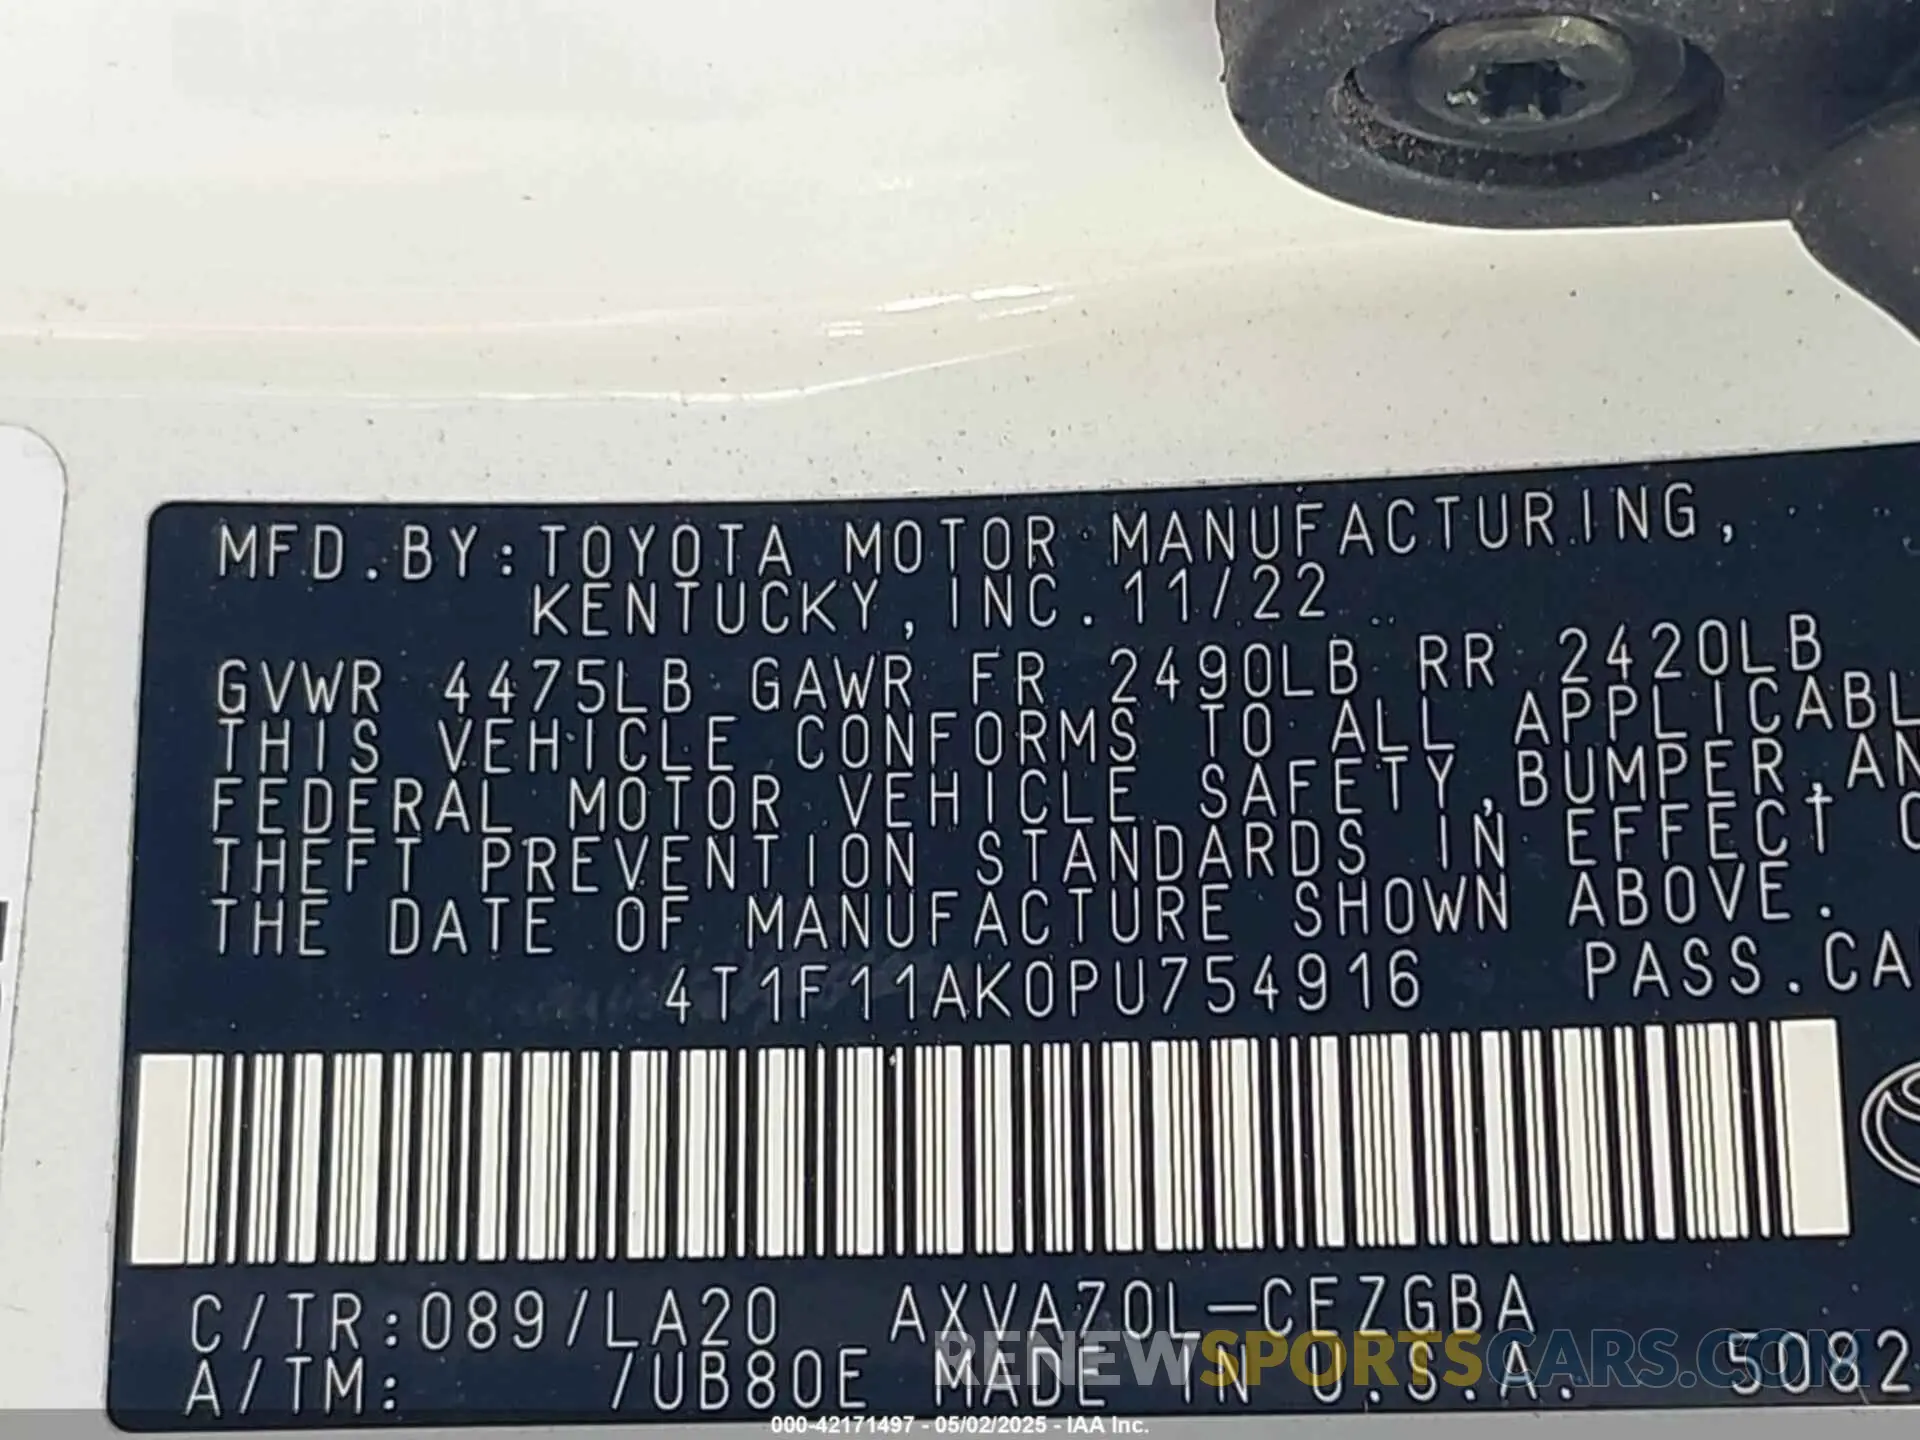 MFD.BY:TOYOTA MOTOR MANUFACTURING,
KENTUCKY,INC.11/22
GVWR 4475LB GAWR FR 2490LB RR 2420LB
THIS VEHICLE CONFORMS TO ALL APPLICABL
FEDERAL MOTOR VEHICLE SAFETY,BUMPER,AN
THEFT PREVENTION STANDARDS IN EFFECT O
THE DATE OF MANUFACTURE SHOWN ABOVE.
4T1F11AK0PU754916 PASS.CA
C/TR:089/LA20 AXVA70L-CEZGBA
A/TM: /UB80E MADE IN U.S.A. 5082
RENEWSPORTSCARS.COM
000-42171497 - 05/02/2025 - IAA Inc.